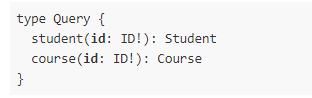 type Query {
  student(id: ID!): Student
  course(id: ID!): Course
}